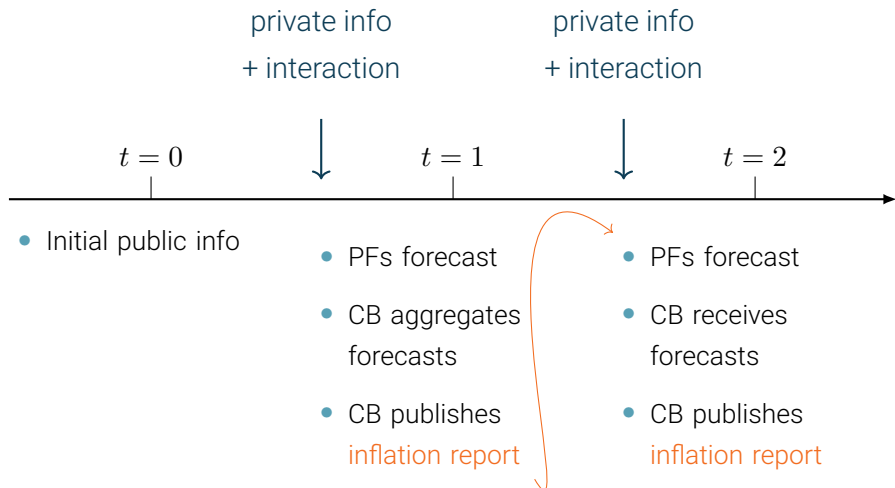 private info
+ interaction
private info
+ interaction
t = 0
t = 1
t = 2
Initial public info
PFs forecast
CB aggregates
forecasts
CB publishes
inflation report
PFs forecast
CB receives
forecasts
CB publishes
inflation report